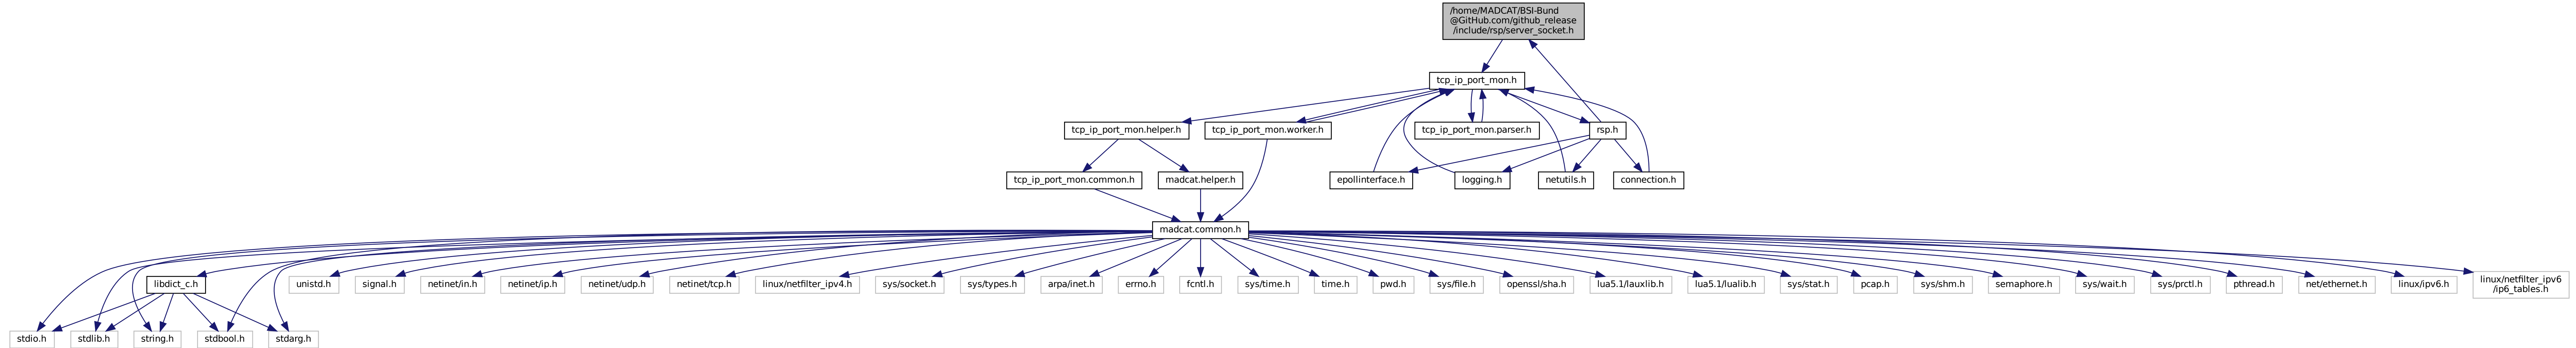 /home/MADCAT/BSI-Bund
@GitHub.com/github_release
/include/rsp/server_socket.h
tcp_ip_port_mon.h
tcp_ip_port_mon.helper.h
tcp_ip_port_mon.worker.h
tcp_ip_port_mon.parser.h
rsp.h
tcp_ip_port_mon.common.h
madcat.helper.h
epollinterface.h
logging.h
netutils.h
connection.h
madcat.common.h
libdict_c.h
unistd.h
signal.h
netinet/in.h
netinet/ip.h
netinet/udp.h
netinet/tcp.h
linux/netfilter_ipv4.h
sys/socket.h
sys/types.h
arpa/inet.h
errno.h
fcntl.h
sys/time.h
time.h
pwd.h
sys/file.h
openssl/sha.h
lua5.1/lauxlib.h
lua5.1/lualib.h
sys/stat.h
pcap.h
sys/shm.h
semaphore.h
sys/wait.h
sys/prctl.h
pthread.h
net/ethernet.h
linux/ipv6.h
linux/netfilter_ipv6
/ip6_tables.h
stdio.h
stdlib.h
string.h
stdbool.h
stdarg.h